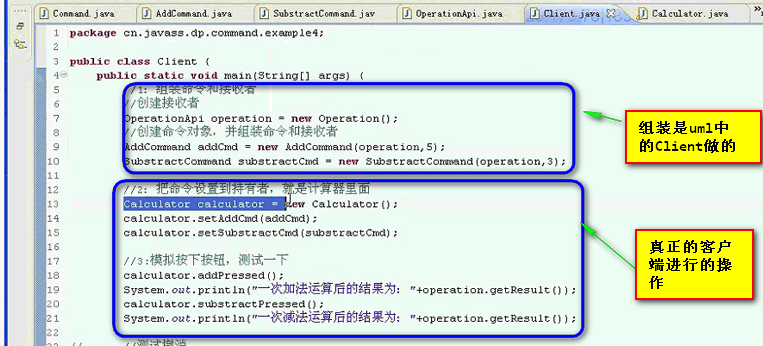 Command.java AddCommand.java SubstractCommand.jav OperationApi.java Client.java Calculator.java
1 package cn.javass.dp.command.example4;
2
3 public class Client {
4 public static void main(String[] args) {
5 //1: 组装命令和接收者
6 //创建接收者
7 OperationApi operation = new Operation();
8 //创建命令对象，并组装命令和接收者
9 AddCommand addCmd = new AddCommand(operation,5);
10 SubstractCommand substractCmd = new SubstractCommand(operation,3);
11
12 //2: 把命令设置到持有者，就是计算器里面
13 Calculator calculator = new Calculator();
14 calculator.setAddCmd(addCmd);
15 calculator.setSubstractCmd(substractCmd);
16
17 //3:模拟按下按钮，测试一下
18 calculator.addPressed();
19 System.out.println("一次加法运算后的结果为: "+operation.getResult());
20 calculator.substractPressed();
21 System.out.println("一次减法运算后的结果为: "+operation.getResult());
组装是uml中
的Client做的
真正的客户
端进行的操
作